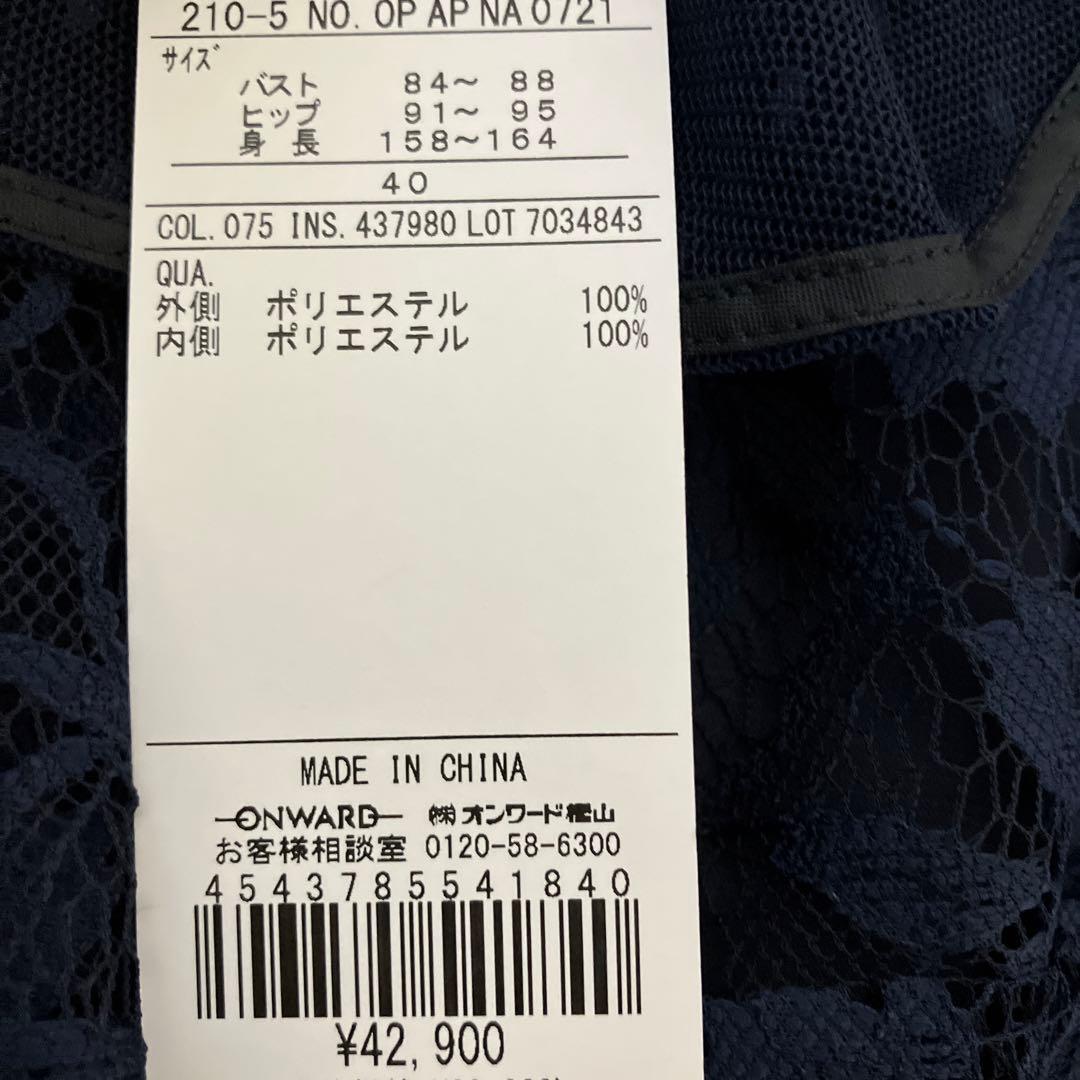 210-5 NO. OP AP NA 0721
サイズ
バスト 84～ 88
ヒップ 91～ 95
身長 158～164
40
COL. 075 INS. 437980 LOT 7034843
QUA.
外側 ポリエステル 100%
内側 ポリエステル 100%
MADE IN CHINA
ONWARD ㈱オンワード樫山
お客様相談室 0120-58-6300
4543785541840
¥42,900